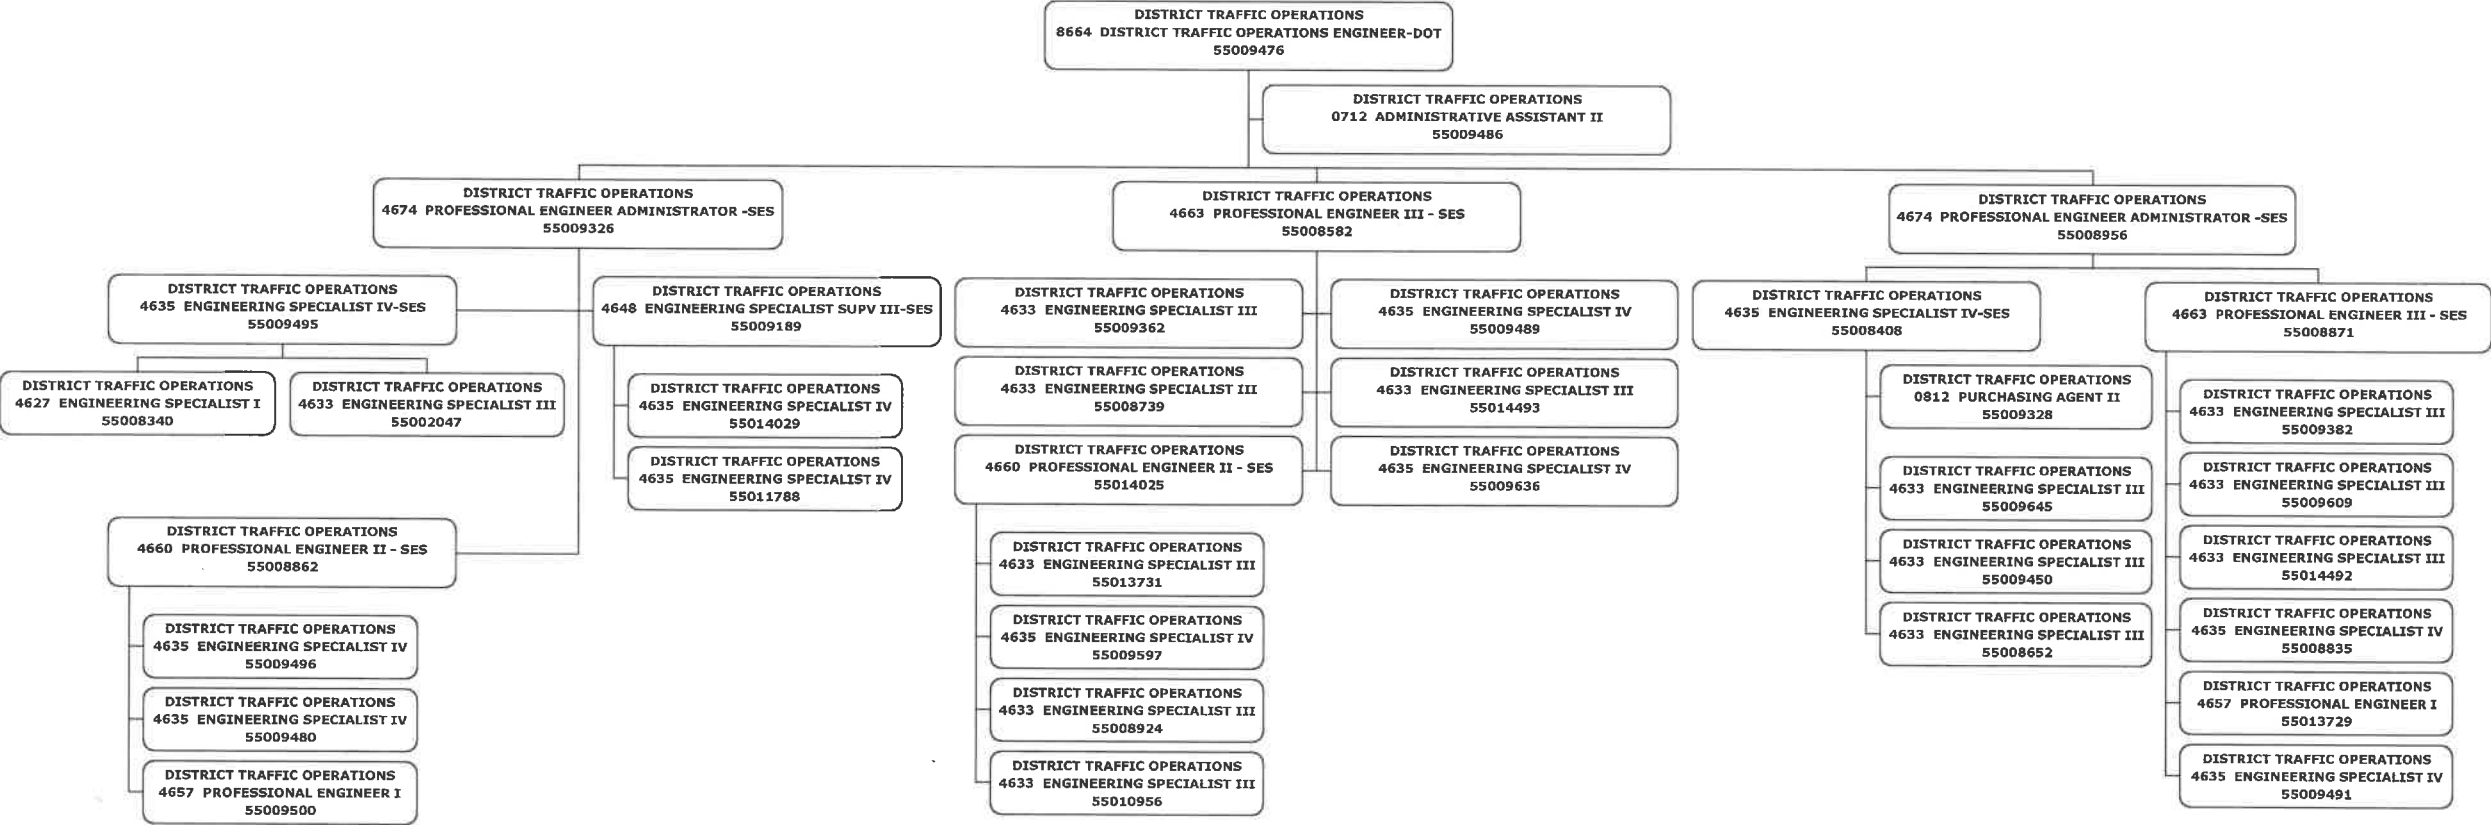 DISTRICT TRAFFIC OPERATIONS
8664 DISTRICT TRAFFIC OPERATIONS ENGINEER-DOT
55009476
DISTRICT TRAFFIC OPERATIONS
0712 ADMINISTRATIVE ASSISTANT II
55009486
DISTRICT TRAFFIC OPERATIONS
4674 PROFESSIONAL ENGINEER ADMINISTRATOR -SES
55009326
DISTRICT TRAFFIC OPERATIONS
4635 ENGINEERING SPECIALIST IV-SES
55009495
DISTRICT TRAFFIC OPERATIONS
4627 ENGINEERING SPECIALIST I
55008340
DISTRICT TRAFFIC OPERATIONS
4633 ENGINEERING SPECIALIST III
55002047
DISTRICT TRAFFIC OPERATIONS
4648 ENGINEERING SPECIALIST SUPV III-SES
55009189
DISTRICT TRAFFIC OPERATIONS
4635 ENGINEERING SPECIALIST IV
55014029
DISTRICT TRAFFIC OPERATIONS
4635 ENGINEERING SPECIALIST IV
55011788
DISTRICT TRAFFIC OPERATIONS
4660 PROFESSIONAL ENGINEER II - SES
55008862
DISTRICT TRAFFIC OPERATIONS
4635 ENGINEERING SPECIALIST IV
55009496
DISTRICT TRAFFIC OPERATIONS
4635 ENGINEERING SPECIALIST IV
55009480
DISTRICT TRAFFIC OPERATIONS
4657 PROFESSIONAL ENGINEER I
55009500
DISTRICT TRAFFIC OPERATIONS
4663 PROFESSIONAL ENGINEER III - SES
55008582
DISTRICT TRAFFIC OPERATIONS
4633 ENGINEERING SPECIALIST III
55009362
DISTRICT TRAFFIC OPERATIONS
4635 ENGINEERING SPECIALIST IV
55009489
DISTRICT TRAFFIC OPERATIONS
4633 ENGINEERING SPECIALIST III
55008739
DISTRICT TRAFFIC OPERATIONS
4633 ENGINEERING SPECIALIST III
55014493
DISTRICT TRAFFIC OPERATIONS
4660 PROFESSIONAL ENGINEER II - SES
55014025
DISTRICT TRAFFIC OPERATIONS
4635 ENGINEERING SPECIALIST IV
55009636
DISTRICT TRAFFIC OPERATIONS
4633 ENGINEERING SPECIALIST III
55013731
DISTRICT TRAFFIC OPERATIONS
4635 ENGINEERING SPECIALIST IV
55009597
DISTRICT TRAFFIC OPERATIONS
4633 ENGINEERING SPECIALIST III
55008924
DISTRICT TRAFFIC OPERATIONS
4633 ENGINEERING SPECIALIST III
55010956
DISTRICT TRAFFIC OPERATIONS
4674 PROFESSIONAL ENGINEER ADMINISTRATOR -SES
55008956
DISTRICT TRAFFIC OPERATIONS
4635 ENGINEERING SPECIALIST IV-SES
55008408
DISTRICT TRAFFIC OPERATIONS
0812 PURCHASING AGENT II
55009328
DISTRICT TRAFFIC OPERATIONS
4633 ENGINEERING SPECIALIST III
55009645
DISTRICT TRAFFIC OPERATIONS
4633 ENGINEERING SPECIALIST III
55009450
DISTRICT TRAFFIC OPERATIONS
4633 ENGINEERING SPECIALIST III
55008652
DISTRICT TRAFFIC OPERATIONS
4663 PROFESSIONAL ENGINEER III - SES
55008871
DISTRICT TRAFFIC OPERATIONS
4633 ENGINEERING SPECIALIST III
55009382
DISTRICT TRAFFIC OPERATIONS
4633 ENGINEERING SPECIALIST III
55009609
DISTRICT TRAFFIC OPERATIONS
4633 ENGINEERING SPECIALIST III
55014492
DISTRICT TRAFFIC OPERATIONS
4635 ENGINEERING SPECIALIST IV
55008835
DISTRICT TRAFFIC OPERATIONS
4657 PROFESSIONAL ENGINEER I
55013729
DISTRICT TRAFFIC OPERATIONS
4635 ENGINEERING SPECIALIST IV
55009491